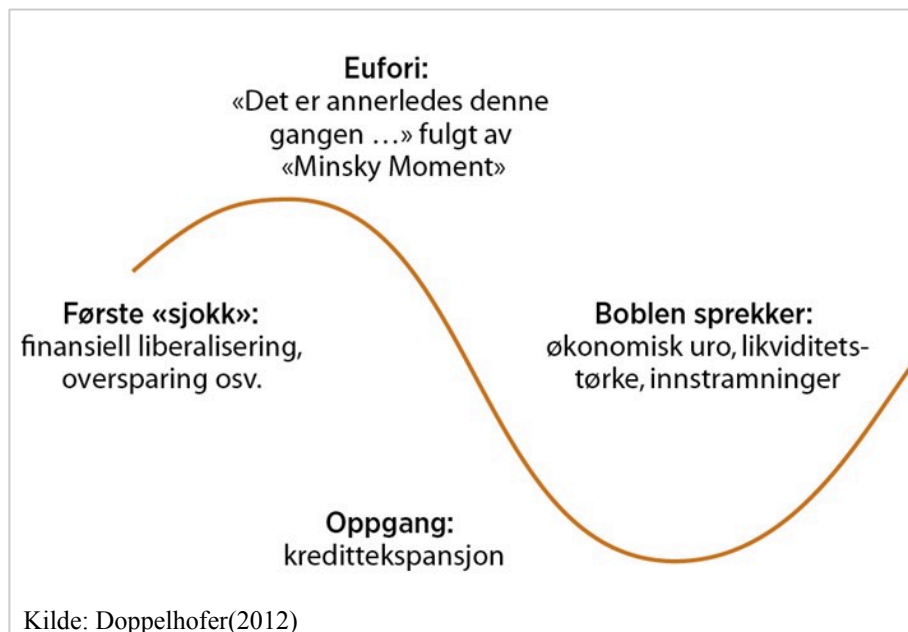 Eufori:
«Det er annerledes denne
gangen ...» fulgt av
«Minsky Moment»
Første «sjokk»:
finansiell liberalisering,
oversparing osv.
Boblen sprekker:
økonomisk uro, likviditets-
tørke, innstramninger
Oppgang:
kredittekspansjon
Kilde: Doppelhofer(2012)